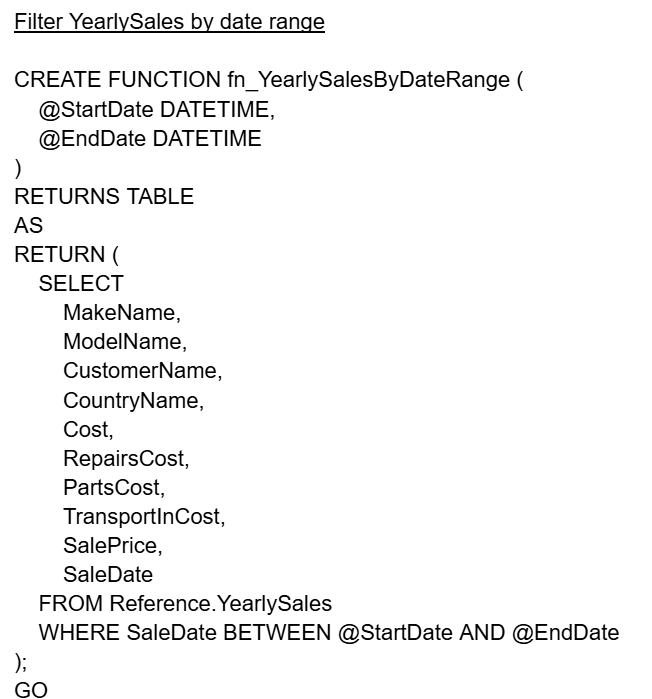 Filter YearlySales by date range
CREATE FUNCTION fn_YearlySalesByDateRange (
@StartDate DATETIME,
@EndDate DATETIME
)
RETURNS TABLE
AS
RETURN (
SELECT
MakeName,
ModelName,
CustomerName,
CountryName,
Cost,
RepairsCost,
PartsCost,
TransportInCost,
SalePrice,
SaleDate
FROM Reference.YearlySales
WHERE SaleDate BETWEEN @StartDate AND @EndDate
);
GO